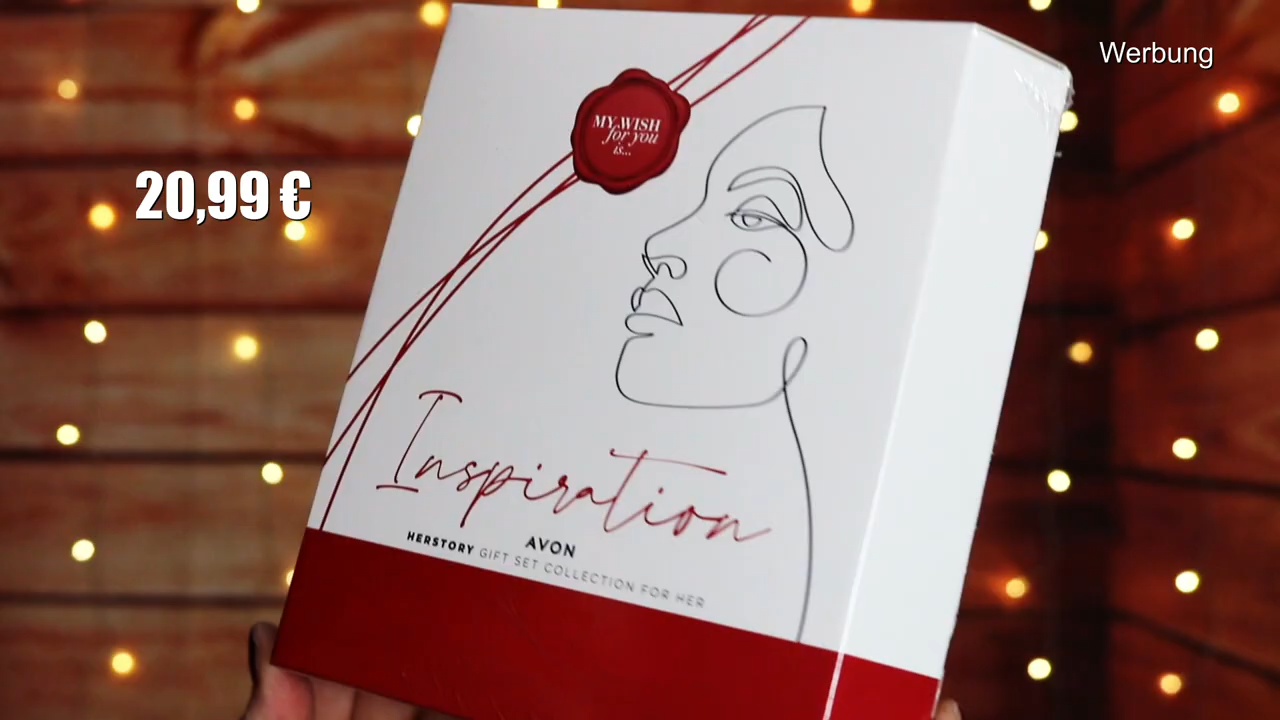 Werbung
20,99 €
MY WISH
for you
is...
Inspiration
AVON
HERSTORY GIFT SET COLLECTION FOR HER